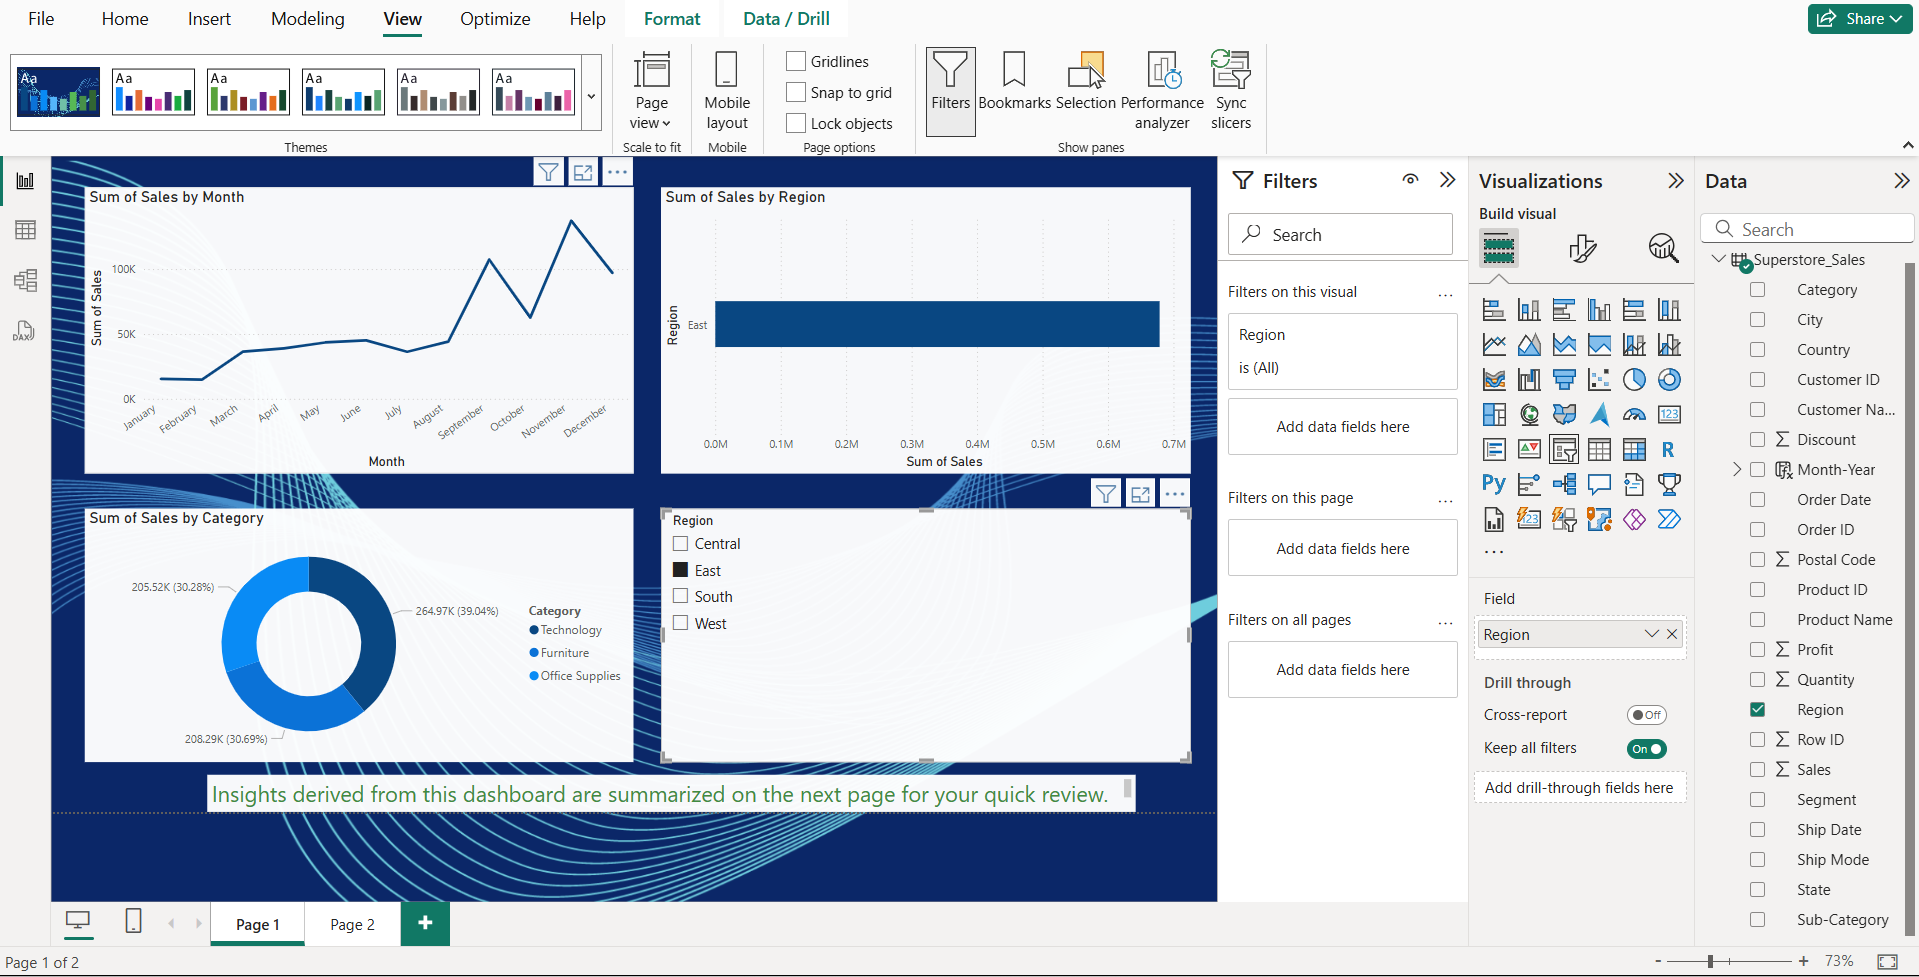 File Home Insert Modeling View Optimize Help Format Data / Drill Share
Aa Aa Aa Aa Aa Aa
Themes
Page view
Scale to fit
Mobile layout
Mobile
Gridlines
Snap to grid
Lock objects
Page options
Filters Bookmarks Selection Performance analyzer Sync slicers
Show panes
Sum of Sales by Month
Sum of Sales
100K
50K
0K
January February March April May June July August September October November December
Month
Sum of Sales by Region
Region
East
0.0M 0.1M 0.2M 0.3M 0.4M 0.5M 0.6M 0.7M
Sum of Sales
Sum of Sales by Category
205.52K (30.28%)
264.97K (39.04%)
208.29K (30.69%)
Category
Technology
Furniture
Office Supplies
Region
Central
East
South
West
Insights derived from this dashboard are summarized on the next page for your quick review.
Filters
Search
Filters on this visual ...
Region
is (All)
Add data fields here
Filters on this page ...
Add data fields here
Filters on all pages ...
Add data fields here
Visualizations
Build visual
R
Py
123
123
...
Field
Region
Drill through
Cross-report Off
Keep all filters On
Add drill-through fields here
Data
Search
Superstore_Sales
Category
City
Country
Customer ID
Customer Na...
Discount
Month-Year
Order Date
Order ID
Postal Code
Product ID
Product Name
Profit
Quantity
Region
Row ID
Sales
Segment
Ship Date
Ship Mode
State
Sub-Category
DAX
Page 1 Page 2 +
Page 1 of 2
- + 73%